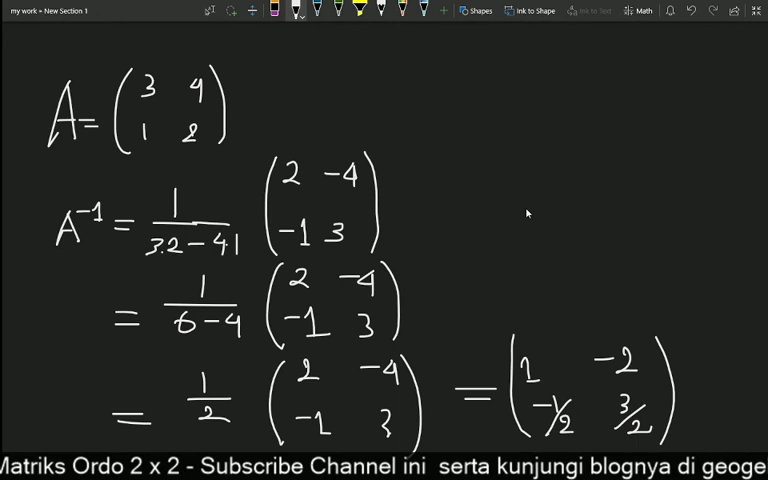 my work » New Section 1
Shapes Ink to Shape Ink to Text Math
A = ( 3 4
1 2 )
A⁻¹ = 1 / 3.2 - 4.1 ( 2 -4
-1 3 )
= 1 / 6 - 4 ( 2 -4
-1 3 )
= 1 / 2 ( 2 -4
-1 3 ) = ( 1 -2
-1/2 3/2 )
Matriks Ordo 2 x 2 - Subscribe Channel ini serta kunjungi blognya di geoge